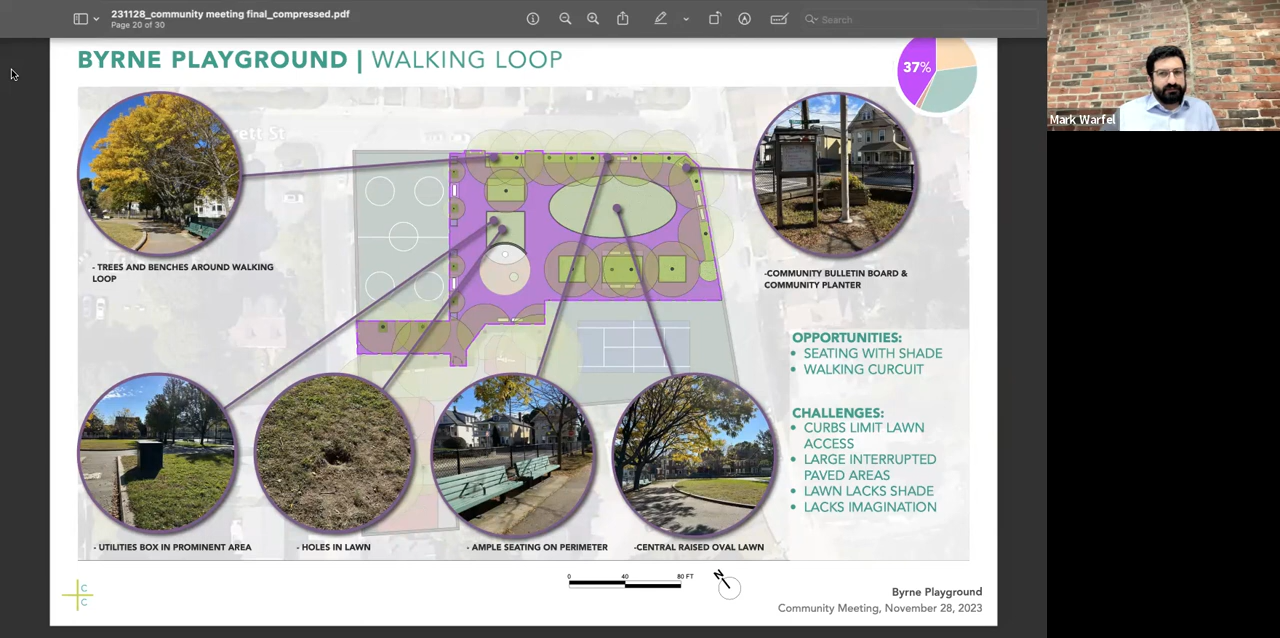 231128_community meeting final_compressed.pdf
Page 20 of 30
Search
BYRNE PLAYGROUND | WALKING LOOP
37%
Mark Warfel
rett St
- TREES AND BENCHES AROUND WALKING
LOOP
-COMMUNITY BULLETIN BOARD &
COMMUNITY PLANTER
OPPORTUNITIES:
• SEATING WITH SHADE
• WALKING CURCUIT
CHALLENGES:
• CURBS LIMIT LAWN
ACCESS
• LARGE INTERRUPTED
PAVED AREAS
• LAWN LACKS SHADE
• LACKS IMAGINATION
- UTILITIES BOX IN PROMINENT AREA
- HOLES IN LAWN
- AMPLE SEATING ON PERIMETER
-CENTRAL RAISED OVAL LAWN
0 40 80 FT
N
C
C
Byrne Playground
Community Meeting, November 28, 2023